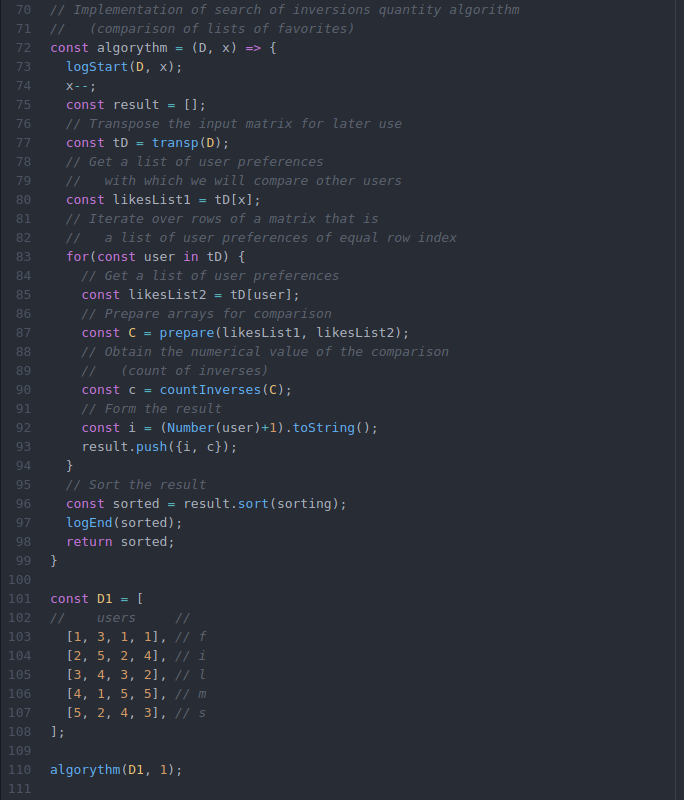 70 // Implementation of search of inversions quantity algorithm
71 //   (comparison of lists of favorites)
72 const algorythm = (D, x) => {
73   logStart(D, x);
74   x--;
75   const result = [];
76   // Transpose the input matrix for later use
77   const tD = transp(D);
78   // Get a list of user preferences
79   //   with which we will compare other users
80   const likesList1 = tD[x];
81   // Iterate over rows of a matrix that is
82   //   a list of user preferences of equal row index
83   for(const user in tD) {
84     // Get a list of user preferences
85     const likesList2 = tD[user];
86     // Prepare arrays for comparison
87     const C = prepare(likesList1, likesList2);
88     // Obtain the numerical value of the comparison
89     //   (count of inverses)
90     const c = countInverses(C);
91     // Form the result
92     const i = (Number(user)+1).toString();
93     result.push({i, c});
94   }
95   // Sort the result
96   const sorted = result.sort(sorting);
97   logEnd(sorted);
98   return sorted;
99 }
100
101 const D1 = [
102 //    users     //
103   [1, 3, 1, 1], // f
104   [2, 5, 2, 4], // i
105   [3, 4, 3, 2], // l
106   [4, 1, 5, 5], // m
107   [5, 2, 4, 3], // s
108 ];
109
110 algorythm(D1, 1);
111